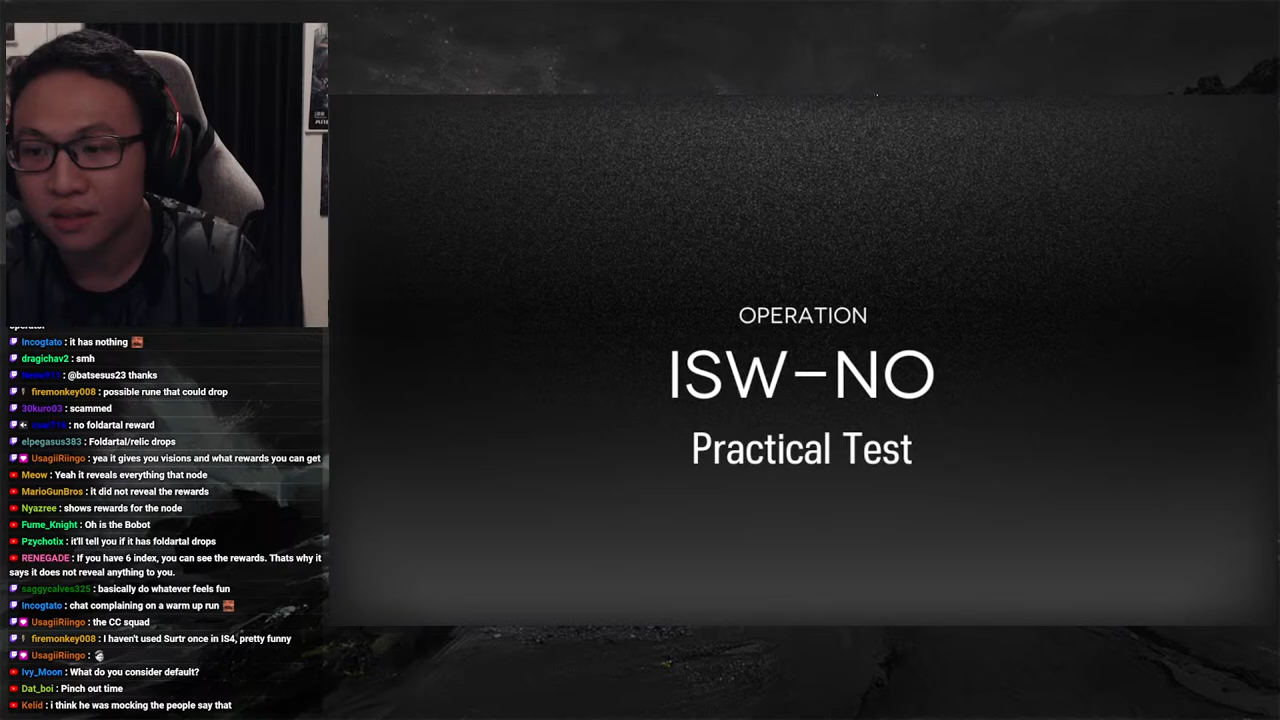 OPERATION
ISW-NO
Practical Test
operator
Incogtato : it has nothing
dragichav2 : smh
: @batsesus23 thanks
firemonkey008 : possible rune that could drop
30kuro03 : scammed
: no foldartal reward
elpegasus383 : Foldartal/relic drops
UsagiiRiingo : yea it gives you visions and what rewards you can get
Meow : Yeah it reveals everything that node
MarioGunBros : it did not reveal the rewards
Nyazree : shows rewards for the node
Fume_Knight : Oh is the Bobot
Pzychotix : it'll tell you if it has foldartal drops
RENEGADE : If you have 6 index, you can see the rewards. Thats why it
says it does not reveal anything to you.
saggycalves325 : basically do whatever feels fun
Incogtato : chat complaining on a warm up run
UsagiiRiingo : the CC squad
firemonkey008 : I haven't used Surtr once in IS4, pretty funny
UsagiiRiingo :
Ivy_Moon : What do you consider default?
Dat_boi : Pinch out time
Kelid : i think he was mocking the people say that